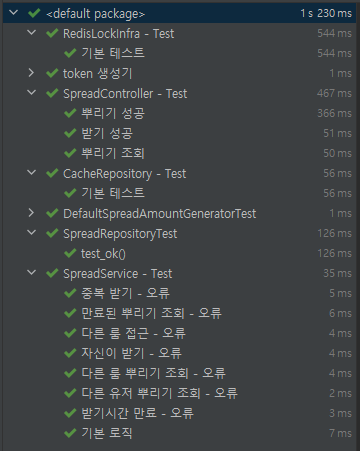 <default package> 1 s 230 ms
RedisLockInfra - Test 544 ms
기본 테스트 544 ms
token 생성기 1 ms
SpreadController - Test 467 ms
뿌리기 성공 366 ms
받기 성공 51 ms
뿌리기 조회 50 ms
CacheRepository - Test 56 ms
기본 테스트 56 ms
DefaultSpreadAmountGeneratorTest 1 ms
SpreadRepositoryTest 126 ms
test_ok() 126 ms
SpreadService - Test 35 ms
중복 받기 - 오류 5 ms
만료된 뿌리기 조회 - 오류 6 ms
다른 룸 접근 - 오류 4 ms
자신이 받기 - 오류 4 ms
다른 룸 뿌리기 조회 - 오류 4 ms
다른 유저 뿌리기 조회 - 오류 2 ms
받기시간 만료 - 오류 3 ms
기본 로직 7 ms